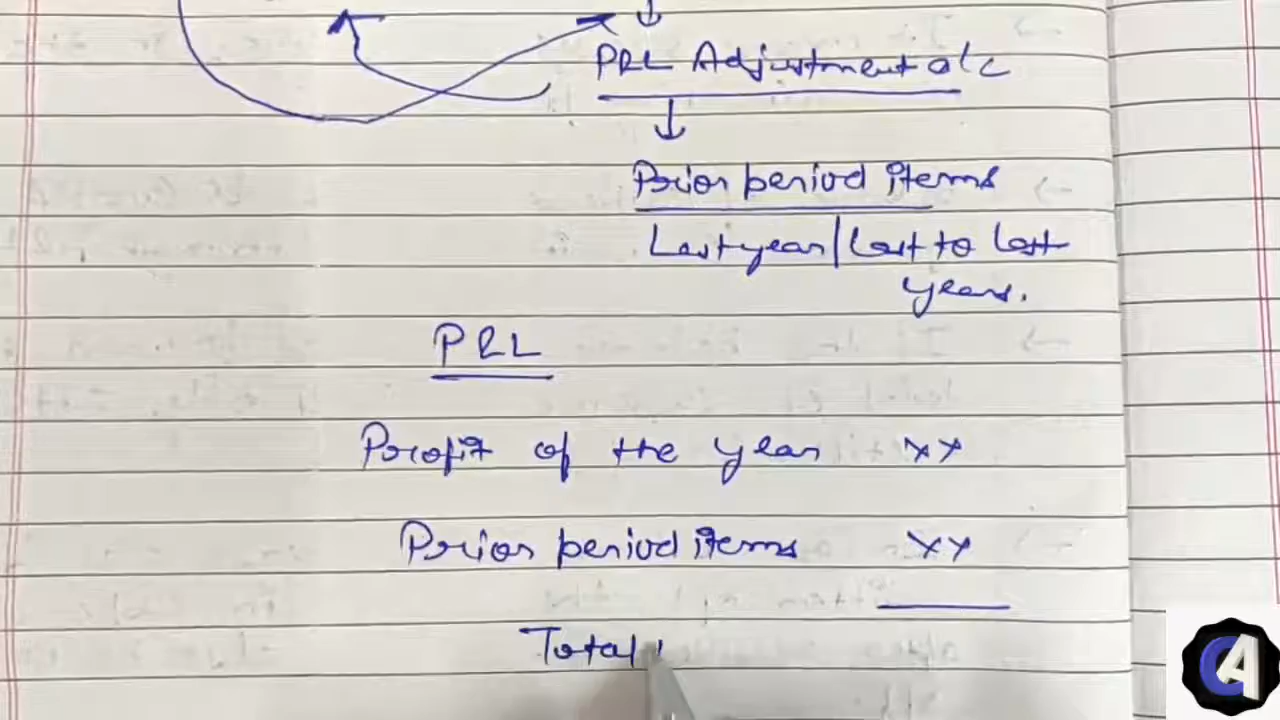 P&L Adjustment a/c
Prior period items
Last year/Last to last
years.
P&L
Profit of the year xx
Prior period items xx
Total
CA